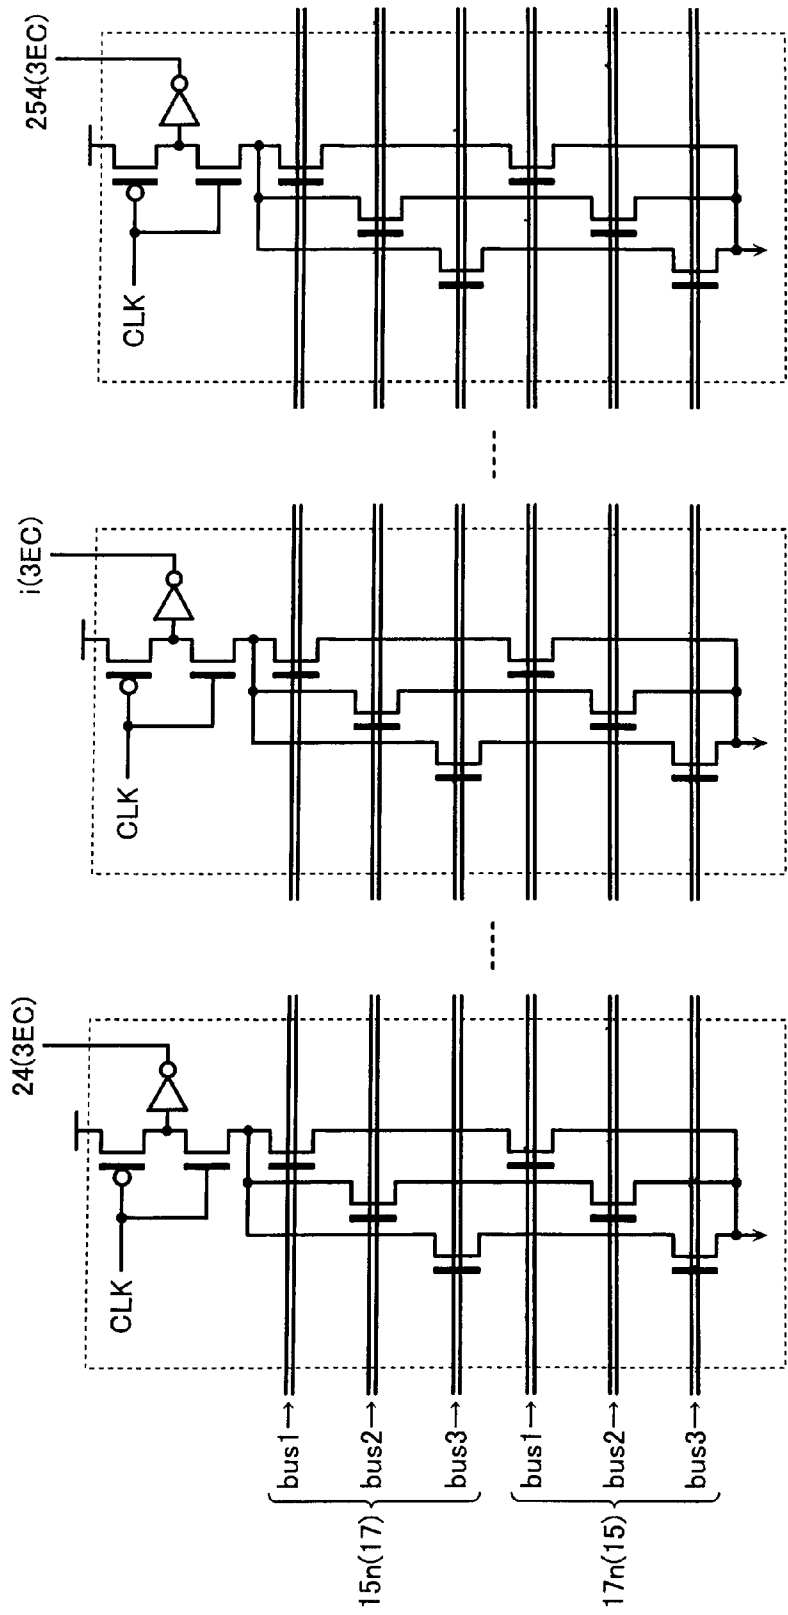 254(3EC)
CLK
i(3EC)
CLK
24(3EC)
CLK
bus1→
bus2→
bus3→
15n(17)
bus1→
bus2→
bus3→
17n(15)